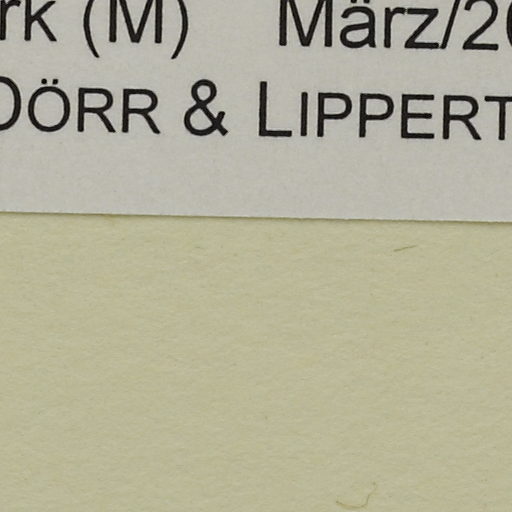 rk (M) März/20
DÖRR & LIPPERT